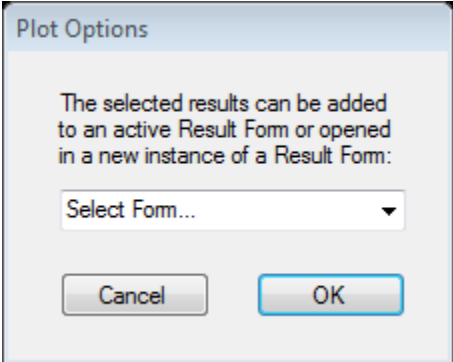 Plot Options
The selected results can be added
to an active Result Form or opened
in a new instance of a Result Form:
Select Form...
Cancel OK